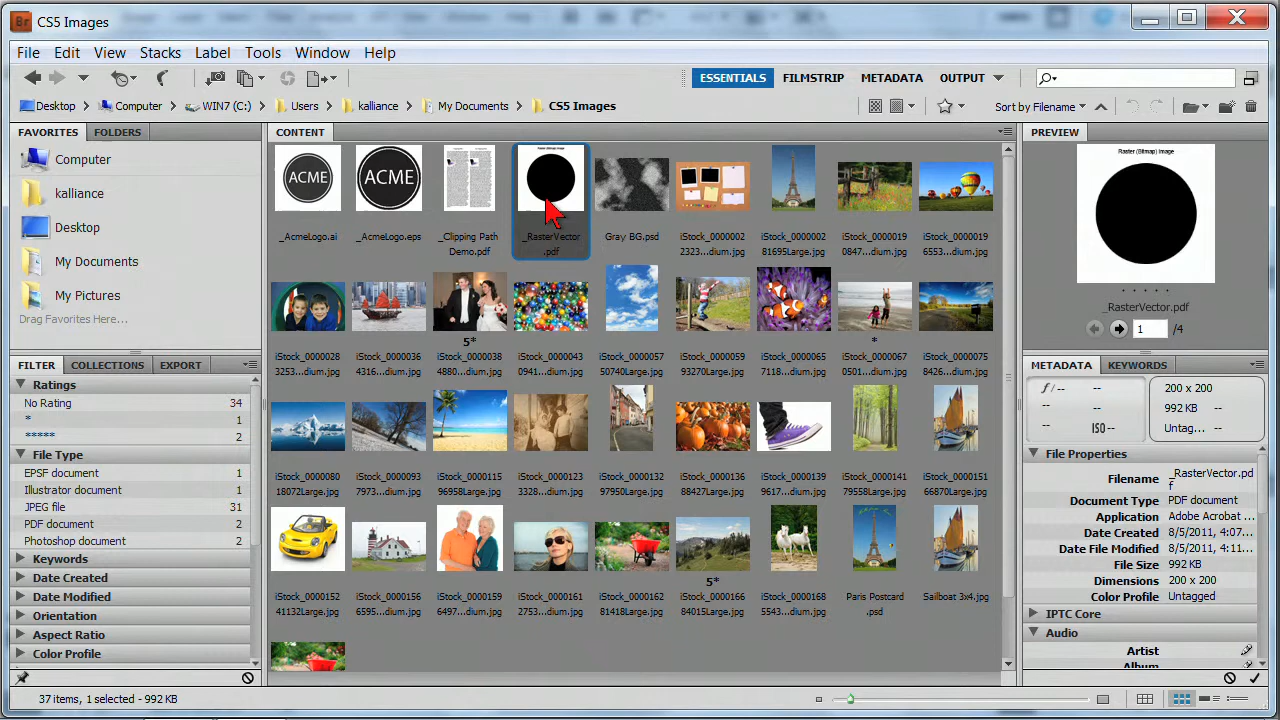 Br CS5 Images
File Edit View Stacks Label Tools Window Help
ESSENTIALS FILMSTRIP METADATA OUTPUT
Desktop Computer WIN7 (C:) Users kalliance My Documents CS5 Images
Sort by Filename
FAVORITES FOLDERS
Computer
kalliance
Desktop
My Documents
My Pictures
Drag Favorites Here...
FILTER COLLECTIONS EXPORT
Ratings
No Rating 34
* 1
***** 2
File Type
EPSF document 1
Illustrator document 1
JPEG file 31
PDF document 2
Photoshop document 2
Keywords
Date Created
Date Modified
Orientation
Aspect Ratio
Color Profile
37 items, 1 selected - 992 KB
CONTENT
ACME ACME Raster (Bitmap) Image
_AcmeLogo.ai _AcmeLogo.eps _Clipping Path _RasterVector Gray BG.psd iStock_0000002 iStock_0000002 iStock_0000019 iStock_0000019
Demo.pdf .pdf 2323...dium.jpg 81695Large.jpg 0847...dium.jpg 6553...dium.jpg
5* *
iStock_0000028 iStock_0000036 iStock_0000038 iStock_0000043 iStock_0000057 iStock_0000059 iStock_0000065 iStock_0000067 iStock_0000075
3253...dium.jpg 4316...dium.jpg 4880...dium.jpg 0941...dium.jpg 50740Large.jpg 93270Large.jpg 7118...dium.jpg 0501...dium.jpg 8426...dium.jpg
iStock_0000080 iStock_0000093 iStock_0000115 iStock_0000123 iStock_0000132 iStock_0000136 iStock_0000139 iStock_0000141 iStock_0000151
18072Large.jpg 7973...dium.jpg 96958Large.jpg 3328...dium.jpg 97950Large.jpg 88427Large.jpg 9617...dium.jpg 79558Large.jpg 66870Large.jpg
5*
iStock_0000152 iStock_0000156 iStock_0000159 iStock_0000161 iStock_0000162 iStock_0000166 iStock_0000168 Paris Postcard Sailboat 3x4.jpg
41132Large.jpg 6595...dium.jpg 6497...dium.jpg 2753...dium.jpg 81418Large.jpg 84015Large.jpg 5543...dium.jpg .psd
PREVIEW
Raster (Bitmap) Image
_RasterVector.pdf
1 /4
METADATA KEYWORDS
f/-- -- 200 x 200
-- -- 992 KB --
-- ISO-- Untag... --
File Properties
Filename _RasterVector.pd
f
Document Type PDF document
Application Adobe Acrobat ...
Date Created 8/5/2011, 4:07...
Date File Modified 8/5/2011, 4:11...
File Size 992 KB
Dimensions 200 x 200
Color Profile Untagged
IPTC Core
Audio
Artist
Album